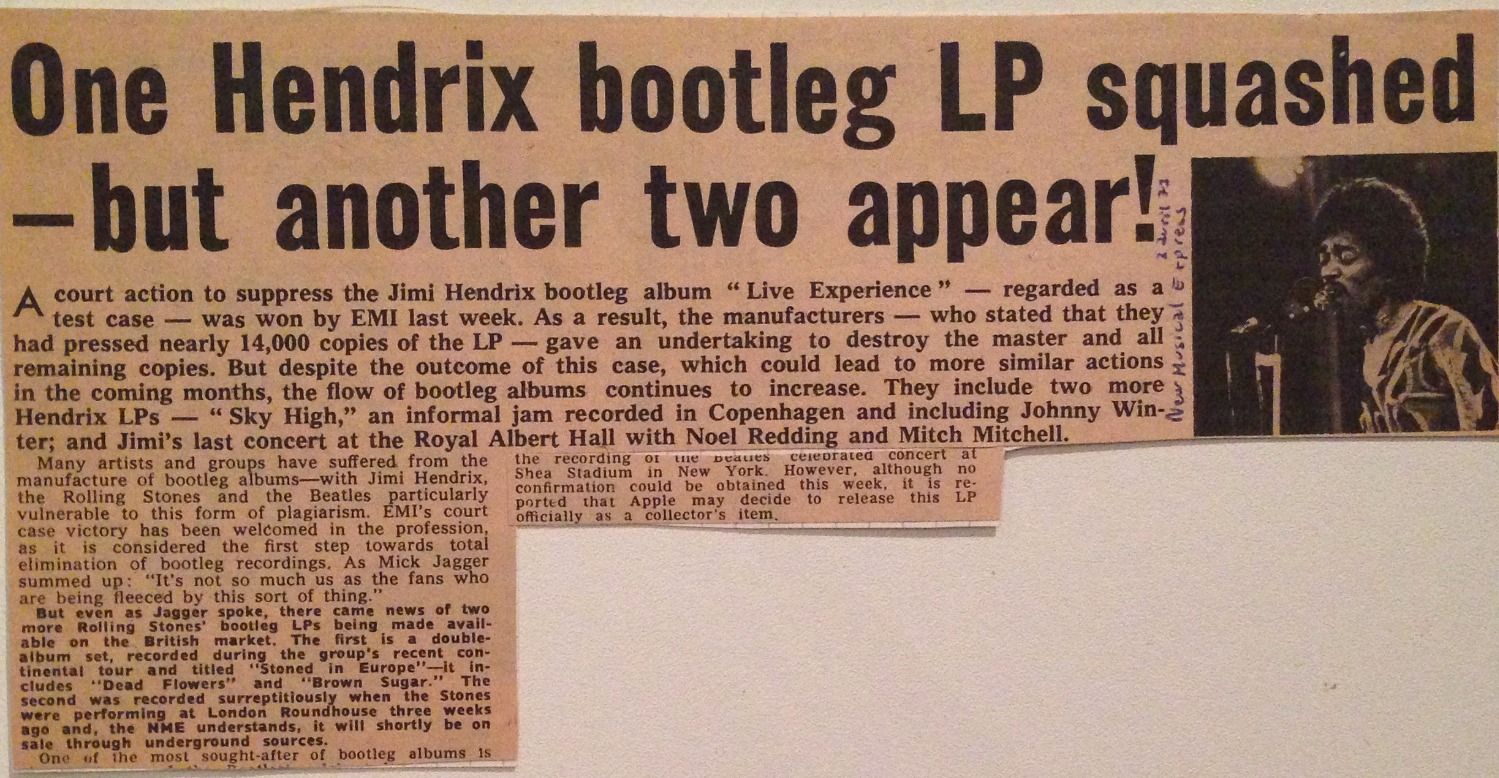 One Hendrix bootleg LP squashed
—but another two appear!
A court action to suppress the Jimi Hendrix bootleg album “Live Experience” — regarded as a
test case — was won by EMI last week. As a result, the manufacturers — who stated that they
had pressed nearly 14,000 copies of the LP — gave an undertaking to destroy the master and all
remaining copies. But despite the outcome of this case, which could lead to more similar actions
in the coming months, the flow of bootleg albums continues to increase. They include two more
Hendrix LPs — “Sky High,” an informal jam recorded in Copenhagen and including Johnny Win-
ter; and Jimi’s last concert at the Royal Albert Hall with Noel Redding and Mitch Mitchell.
New Musical Express
Many artists and groups have suffered from the
manufacture of bootleg albums—with Jimi Hendrix,
the Rolling Stones and the Beatles particularly
vulnerable to this form of plagiarism. EMI’s court
case victory has been welcomed in the profession,
as it is considered the first step towards total
elimination of bootleg recordings. As Mick Jagger
summed up: “It’s not so much us as the fans who
are being fleeced by this sort of thing.”
But even as Jagger spoke, there came news of two
more Rolling Stones’ bootleg LPs being made avail-
able on the British market. The first is a double-
album set, recorded during the group’s recent con-
tinental tour and titled “Stoned in Europe”—it in-
cludes “Dead Flowers” and “Brown Sugar.” The
second was recorded surreptitiously when the Stones
were performing at London Roundhouse three weeks
ago and, the NME understands, it will shortly be on
sale through underground sources.
One of the most sought-after of bootleg albums is
the recording of the Beatles celebrated concert at
Shea Stadium in New York. However, although no
confirmation could be obtained this week, it is re-
ported that Apple may decide to release this LP
officially as a collector’s item.